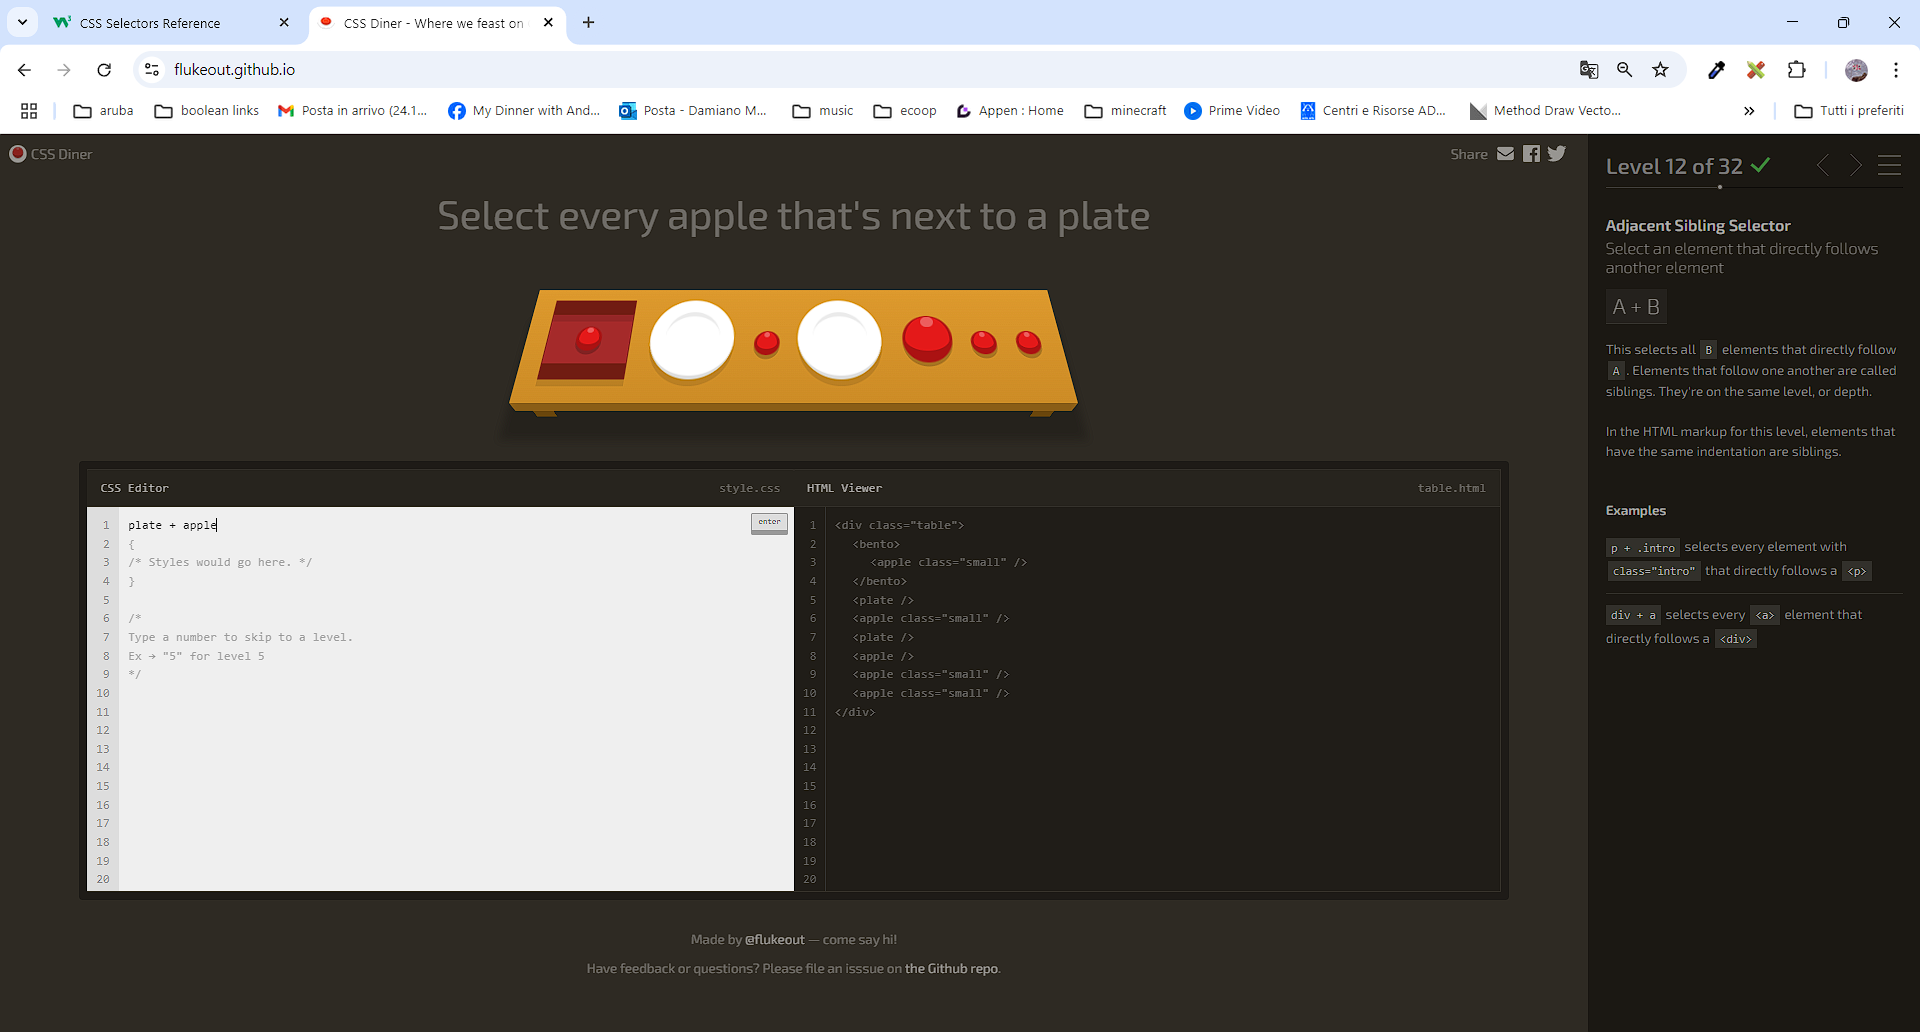 CSS Selectors Reference
CSS Diner - Where we feast on
flukeout.github.io
aruba
boolean links
Posta in arrivo (24.1...
My Dinner with And...
Posta - Damiano M...
music
ecoop
Appen : Home
minecraft
Prime Video
Centri e Risorse AD...
Method Draw Vecto...
»
Tutti i preferiti
CSS Diner
Share
Level 12 of 32
Select every apple that's next to a plate
Adjacent Sibling Selector
Select an element that directly follows
another element
A + B
This selects all B elements that directly follow
A . Elements that follow one another are called
siblings. They're on the same level, or depth.
In the HTML markup for this level, elements that
have the same indentation are siblings.
Examples
p + .intro selects every element with
class="intro" that directly follows a <p>
div + a selects every <a> element that
directly follows a <div>
CSS Editor
style.css
1 plate + apple
enter
2 {
3 /* Styles would go here. */
4 }
5
6 /*
7 Type a number to skip to a level.
8 Ex → "5" for level 5
9 */
10
11
12
13
14
15
16
17
18
19
20
HTML Viewer
table.html
1 <div class="table">
2 <bento>
3 <apple class="small" />
4 </bento>
5 <plate />
6 <apple class="small" />
7 <plate />
8 <apple />
9 <apple class="small" />
10 <apple class="small" />
11 </div>
12
13
14
15
16
17
18
19
20
Made by @flukeout — come say hi!
Have feedback or questions? Please file an isssue on the Github repo.